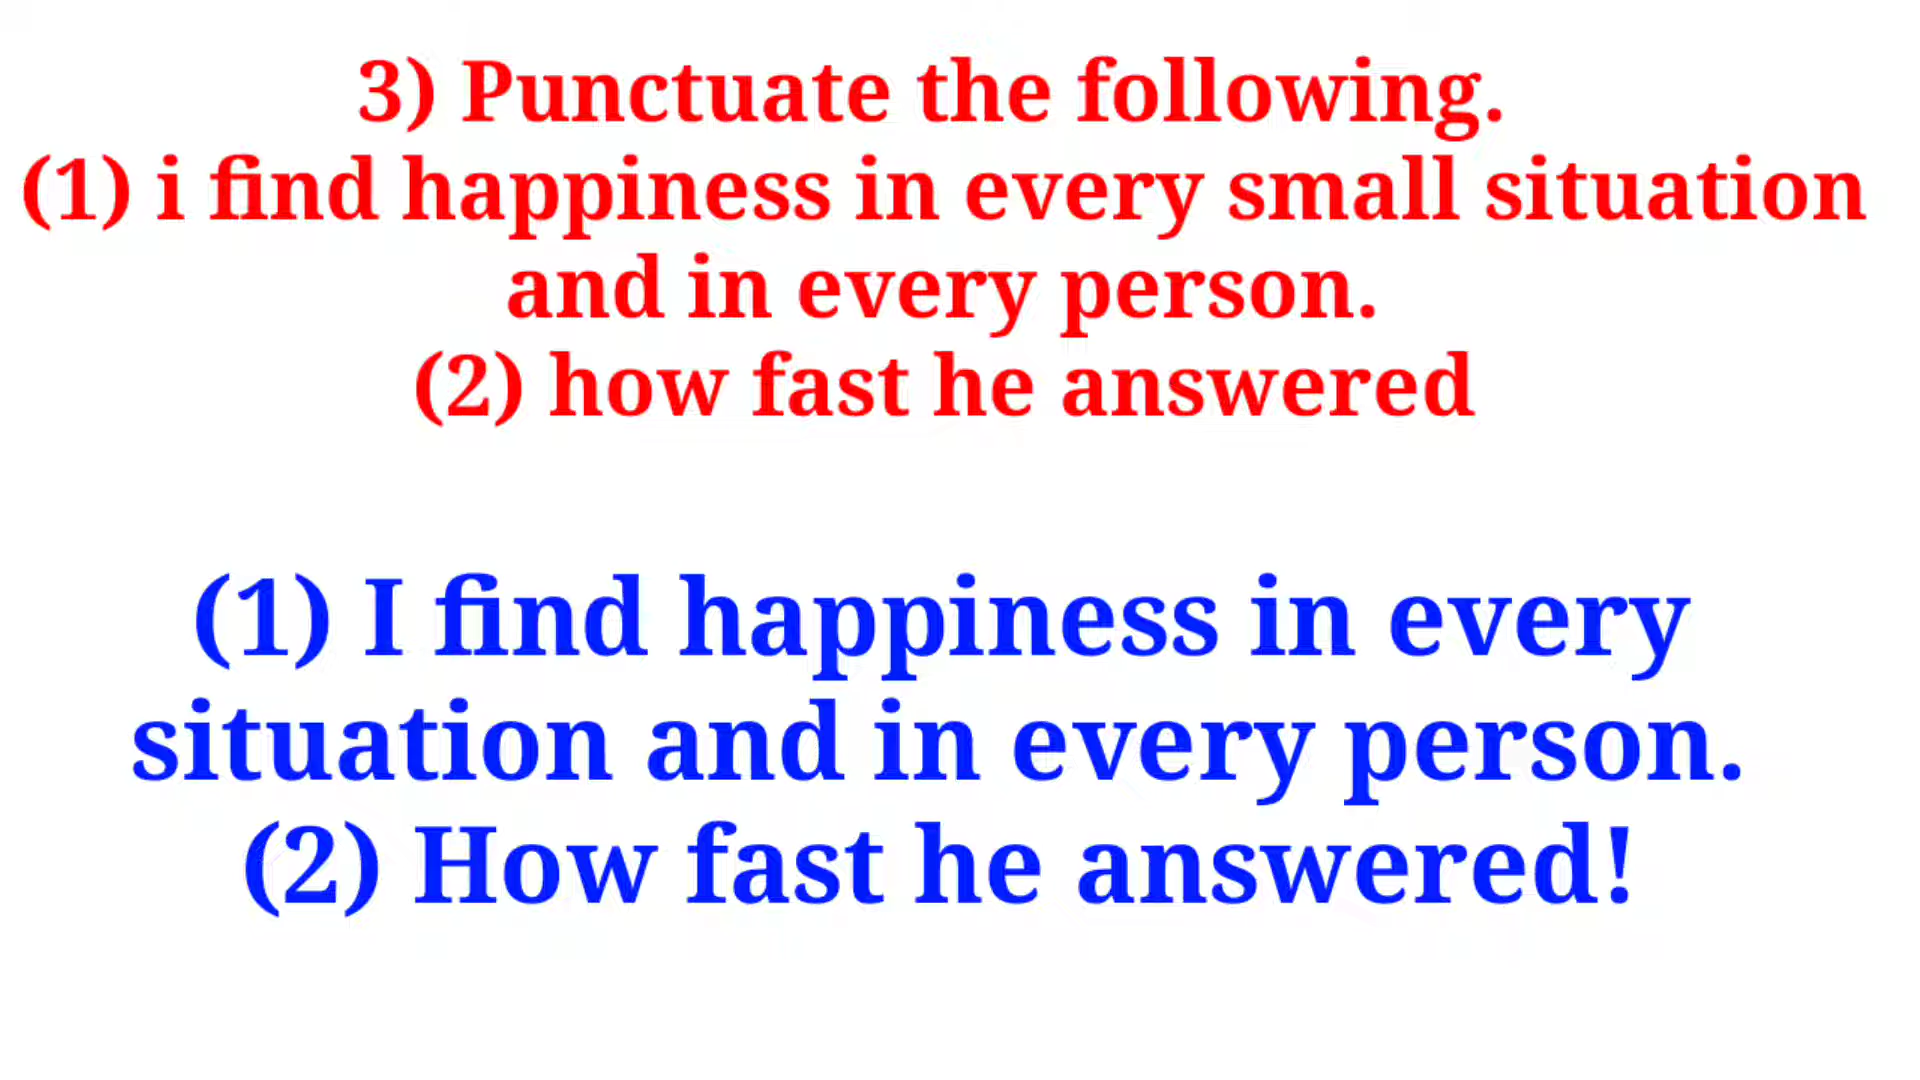 3) Punctuate the following.
(1) i find happiness in every small situation
and in every person.
(2) how fast he answered
(1) I find happiness in every
situation and in every person.
(2) How fast he answered!